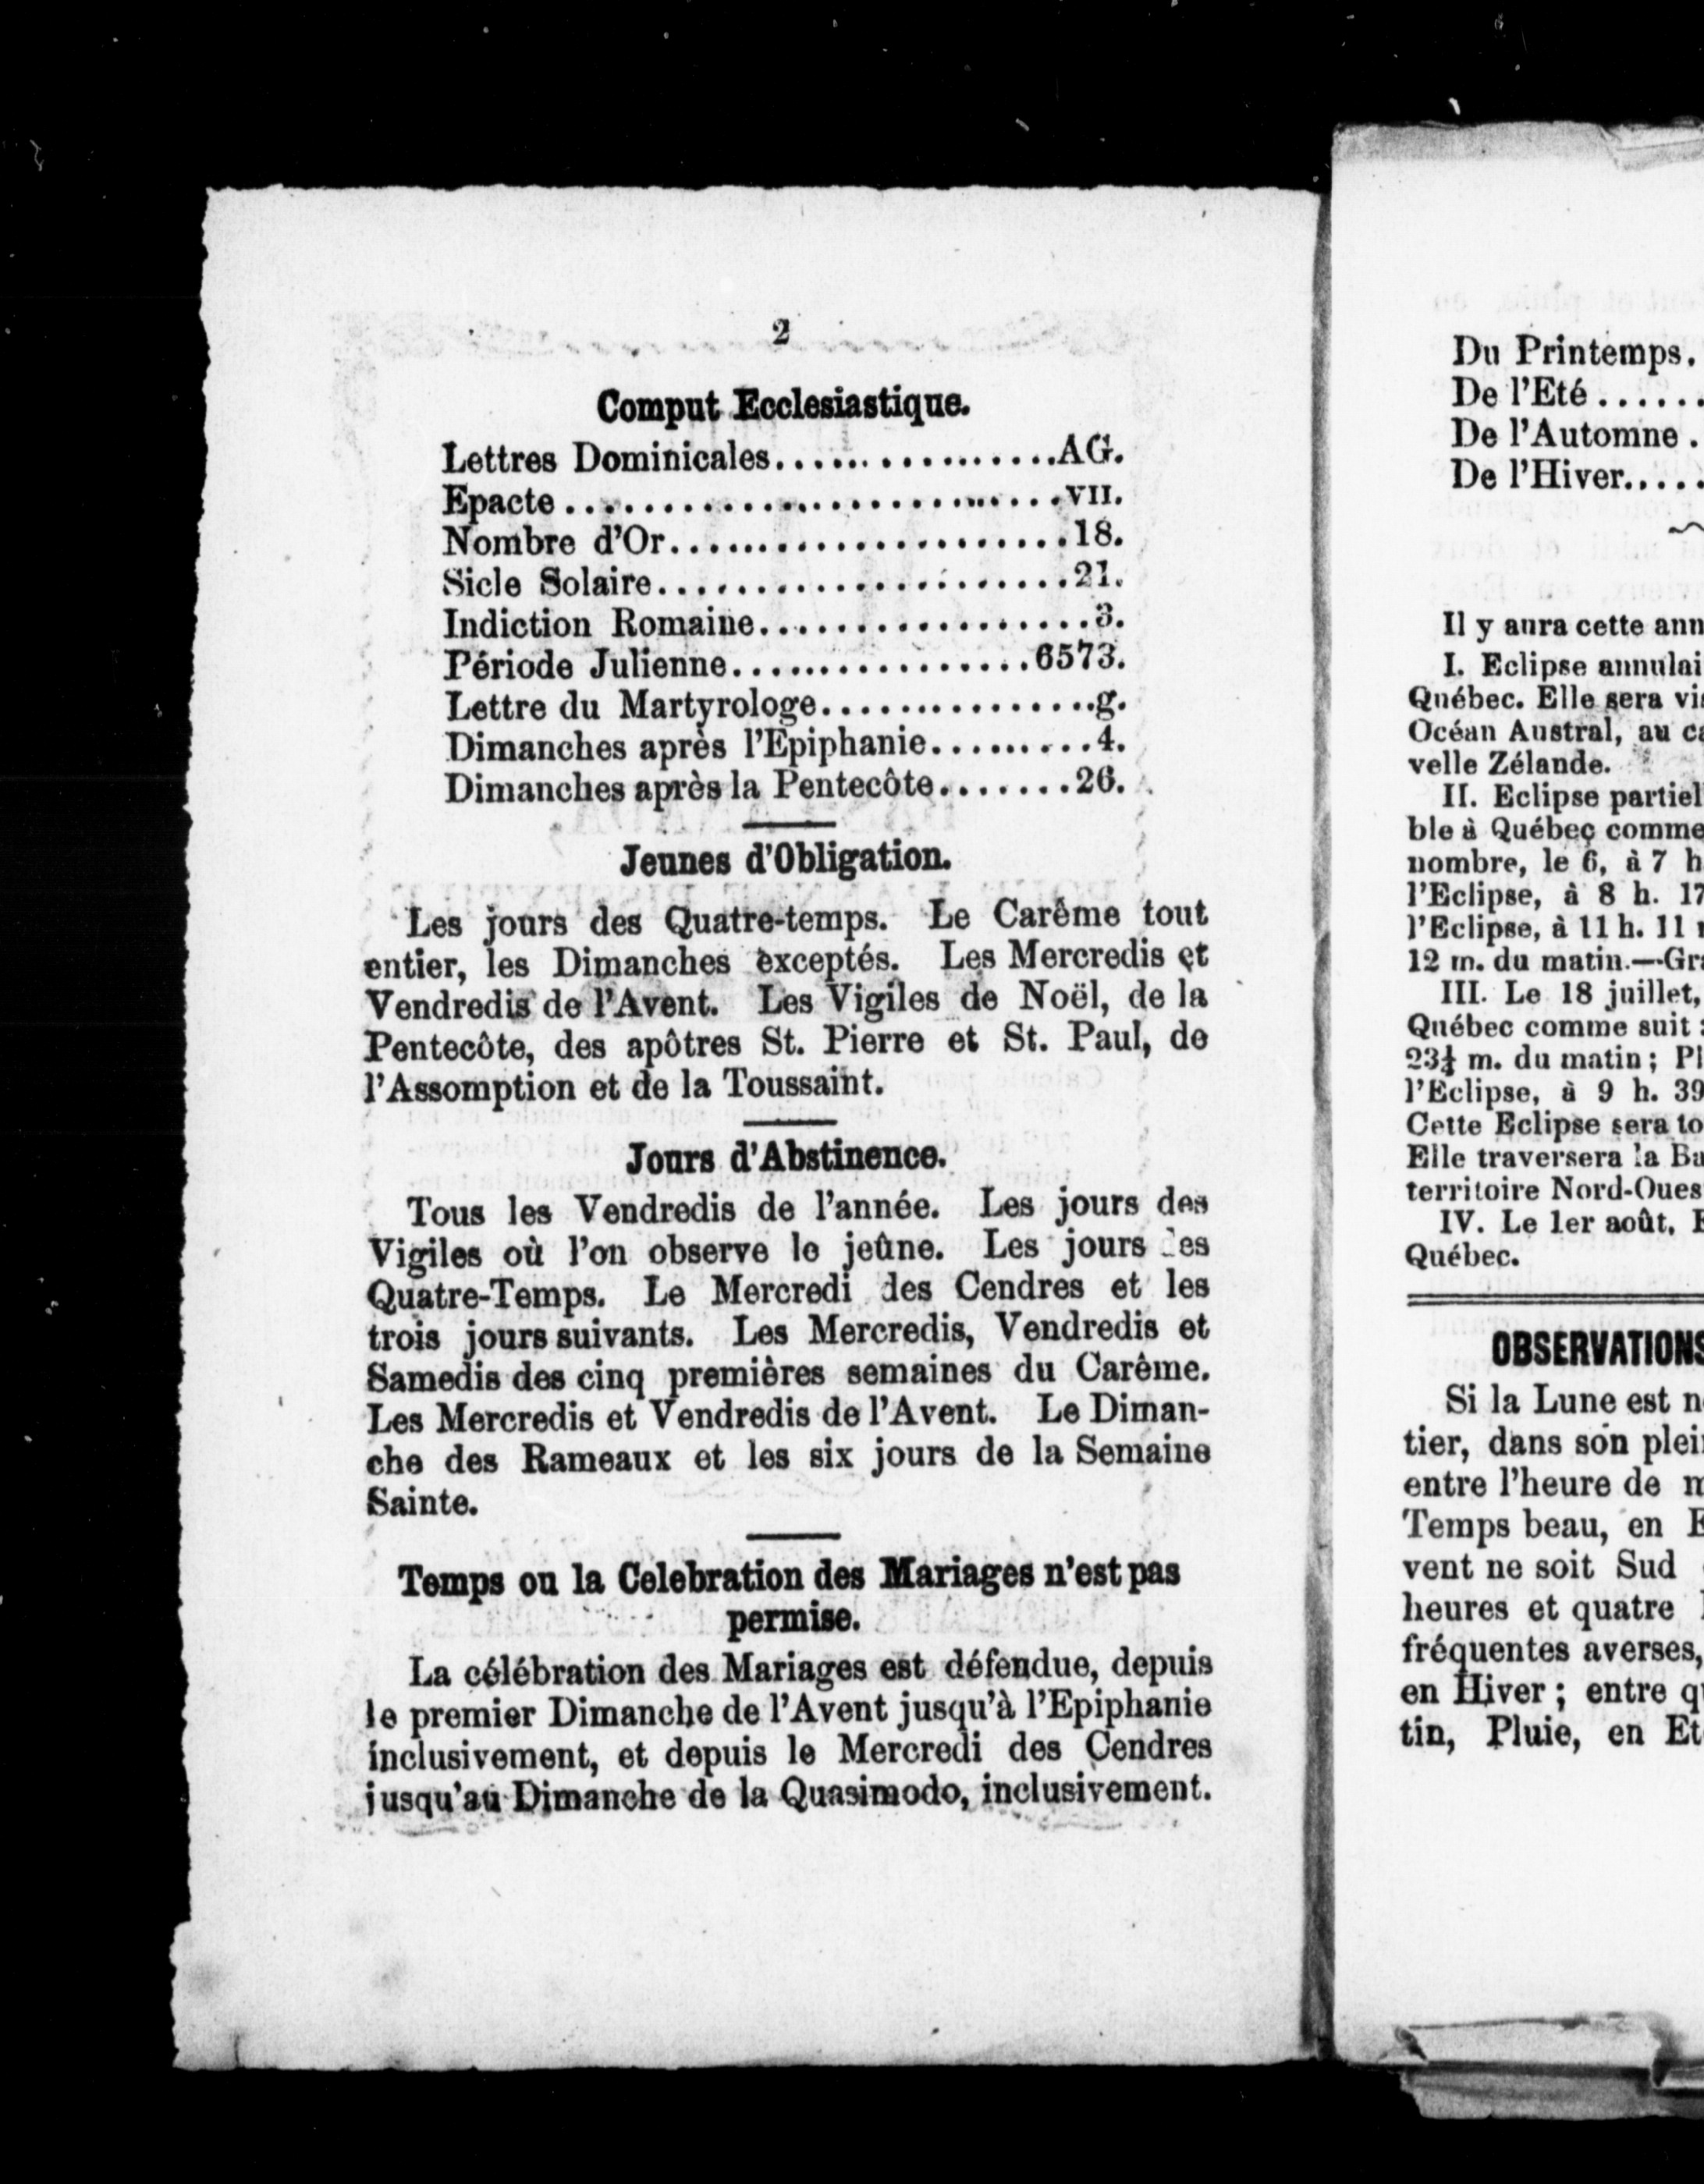 2
Comput Ecclesiastique.
Lettres Dominicales..................AG.
Epacte................................VII.
Nombre d'Or.........................18.
Sicle Solaire..........................21.
Indiction Romaine.....................3.
Période Julienne...................6573.
Lettre du Martyrologe.................g.
Dimanches après l'Epiphanie..........4.
Dimanches après la Pentecôte.......26.
Jeunes d'Obligation.
Les jours des Quatre-temps. Le Carême tout
entier, les Dimanches exceptés. Les Mercredis et
Vendredis de l'Avent. Les Vigiles de Noël, de la
Pentecôte, des apôtres St. Pierre et St. Paul, de
l'Assomption et de la Toussaint.
Jours d'Abstinence.
Tous les Vendredis de l'année. Les jours des
Vigiles où l'on observe le jeûne. Les jours des
Quatre-Temps. Le Mercredi des Cendres et les
trois jours suivants. Les Mercredis, Vendredis et
Samedis des cinq premières semaines du Carême.
Les Mercredis et Vendredis de l'Avent. Le Diman-
che des Rameaux et les six jours de la Semaine
Sainte.
Temps ou la Celebration des Mariages n'est pas
permise.
La célébration des Mariages est défendue, depuis
le premier Dimanche de l'Avent jusqu'à l'Epiphanie
inclusivement, et depuis le Mercredi des Cendres
jusqu'au Dimanche de la Quasimodo, inclusivement.
Du Printemps.
De l'Eté......
De l'Automne.
De l'Hiver.....
Il y aura cette
I. Eclipse
Québec. Elle sera
Océan Austral, au
velle Zélande.
II. Eclipse
ble à Québec comme
nombre, le 6, à 7 h
l'Eclipse, à 8 h. 17
l'Eclipse, à 11 h. 11
12 m. du matin.—
III. Le 18 juillet,
Québec comme suit :
23¼ m. du matin ;
l'Eclipse, à 9 h. 39
Cette Eclipse sera
Elle traversera la
territoire
IV. Le 1er août,
Québec.
OBSERVATIONS
Si la Lune est
tier, dans son
entre l'heure de
Temps beau, en
vent ne soit Sud
heures et quatre
fréquentes averses,
en Hiver ; entre
tin, Pluie, en